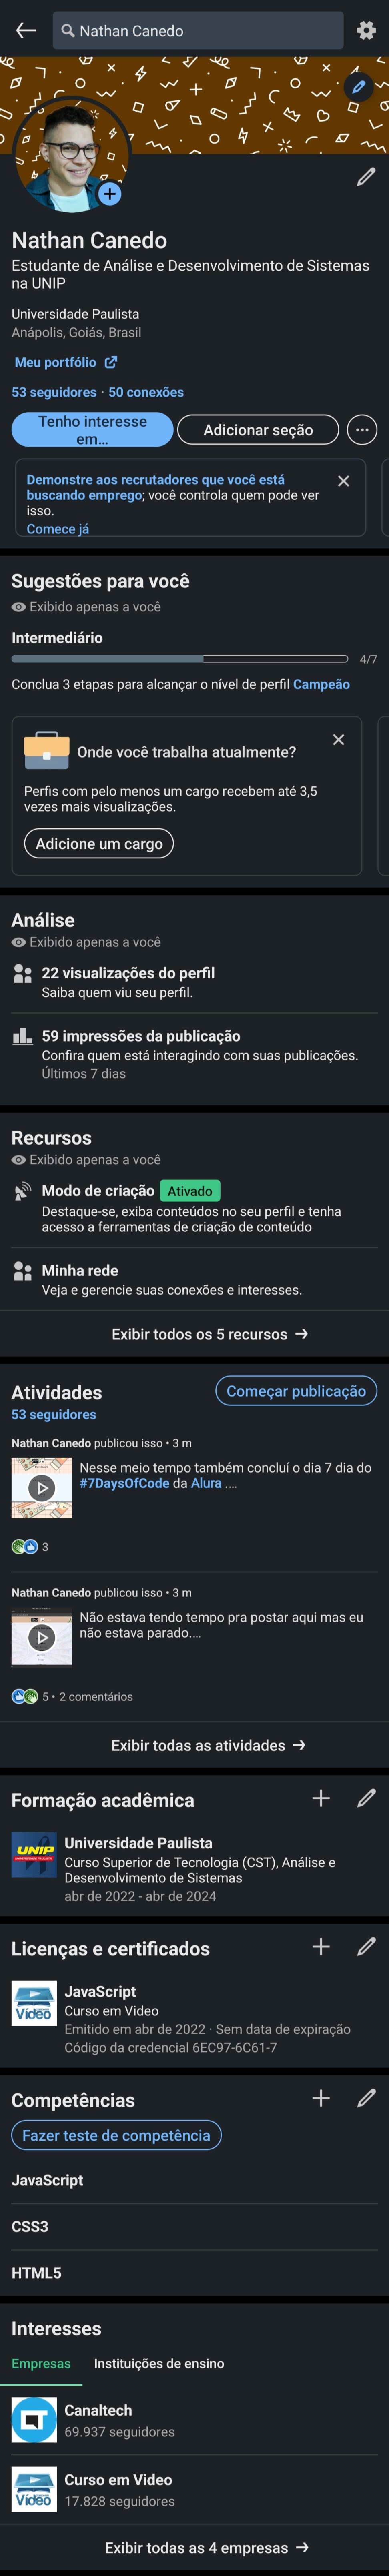 Nathan Canedo
Nathan Canedo
Estudante de Análise e Desenvolvimento de Sistemas
na UNIP
Universidade Paulista
Anápolis, Goiás, Brasil
Meu portfólio
53 seguidores · 50 conexões
Tenho interesse
em...
Adicionar seção
Demonstre aos recrutadores que você está
buscando emprego; você controla quem pode ver
isso.
Comece já
Sugestões para você
Exibido apenas a você
Intermediário
4/7
Conclua 3 etapas para alcançar o nível de perfil Campeão
Onde você trabalha atualmente?
Perfis com pelo menos um cargo recebem até 3,5
vezes mais visualizações.
Adicione um cargo
Análise
Exibido apenas a você
22 visualizações do perfil
Saiba quem viu seu perfil.
59 impressões da publicação
Confira quem está interagindo com suas publicações.
Últimos 7 dias
Recursos
Exibido apenas a você
Modo de criação Ativado
Destaque-se, exiba conteúdos no seu perfil e tenha
acesso a ferramentas de criação de conteúdo
Minha rede
Veja e gerencie suas conexões e interesses.
Exibir todos os 5 recursos →
Atividades
Começar publicação
53 seguidores
Nathan Canedo publicou isso • 3 m
Nesse meio tempo também concluí o dia 7 dia do
#7DaysOfCode da Alura ....
3
Nathan Canedo publicou isso • 3 m
Não estava tendo tempo pra postar aqui mas eu
não estava parado....
5 • 2 comentários
Exibir todas as atividades →
Formação acadêmica
UNIP
Universidade Paulista
Curso Superior de Tecnologia (CST), Análise e
Desenvolvimento de Sistemas
abr de 2022 - abr de 2024
Licenças e certificados
Vídeo
JavaScript
Curso em Video
Emitido em abr de 2022 · Sem data de expiração
Código da credencial 6EC97-6C61-7
Competências
Fazer teste de competência
JavaScript
CSS3
HTML5
Interesses
Empresas
Instituições de ensino
Canaltech
69.937 seguidores
Vídeo
Curso em Video
17.828 seguidores
Exibir todas as 4 empresas →